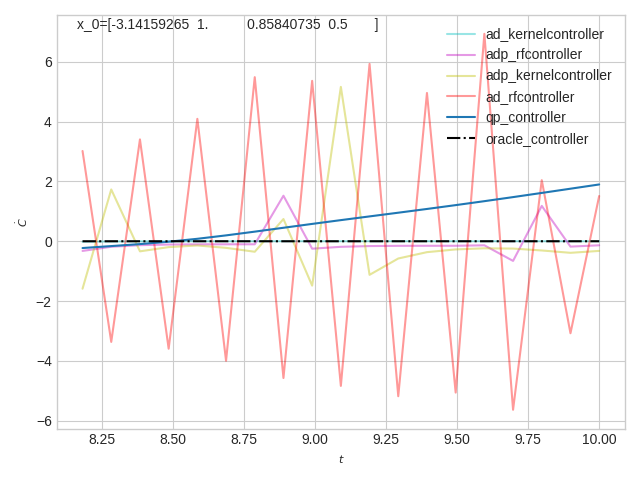 x_0=[-3.14159265 1. 0.85840735 0.5 ]
ad_kernelcontroller
adp_rfcontroller
adp_kernelcontroller
ad_rfcontroller
qp_controller
oracle_controller
6
4
2
0
−2
−4
−6
Ċ
8.25 8.50 8.75 9.00 9.25 9.50 9.75 10.00
t